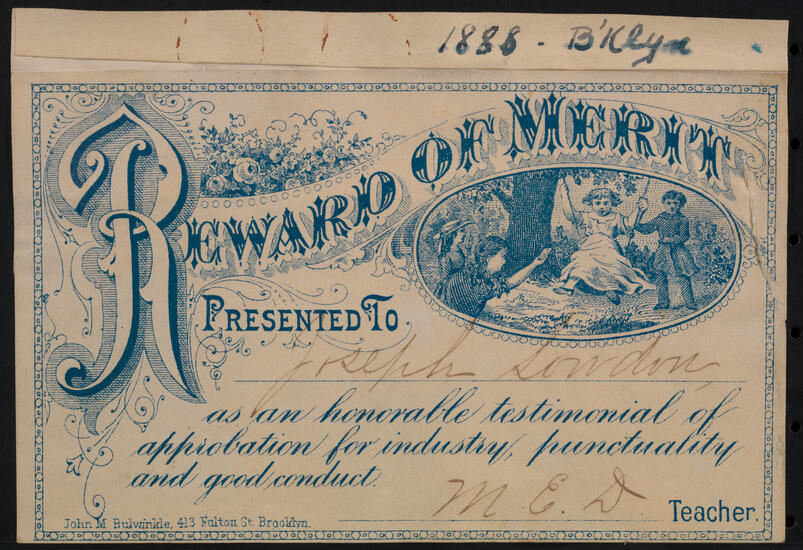 1888 - B'Klyn
REWARD OF MERIT
PRESENTED TO
Joseph Lowdon,
as an honorable testimonial of
approbation for industry, punctuality
and good conduct.
M. E. D
Teacher.
John M. Bulwinkle, 413 Fulton St. Brooklyn.